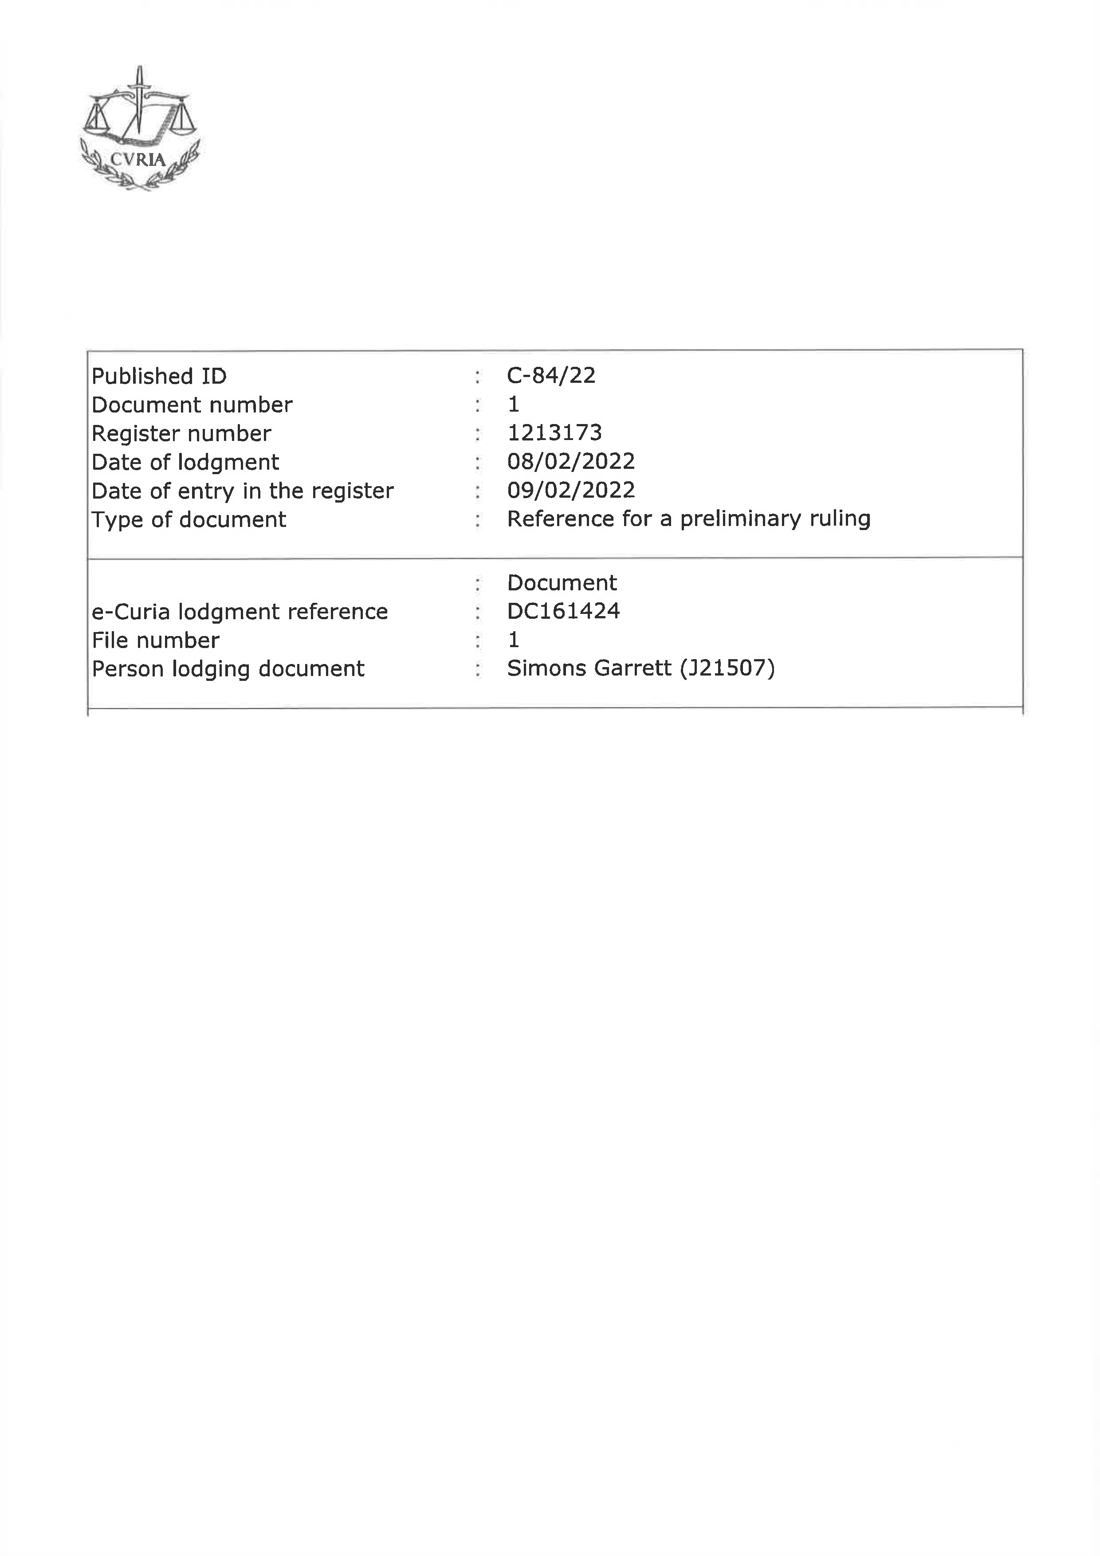 CVRIA
Published ID : C-84/22
Document number : 1
Register number : 1213173
Date of lodgment : 08/02/2022
Date of entry in the register : 09/02/2022
Type of document : Reference for a preliminary ruling
: Document
e-Curia lodgment reference : DC161424
File number : 1
Person lodging document : Simons Garrett (J21507)